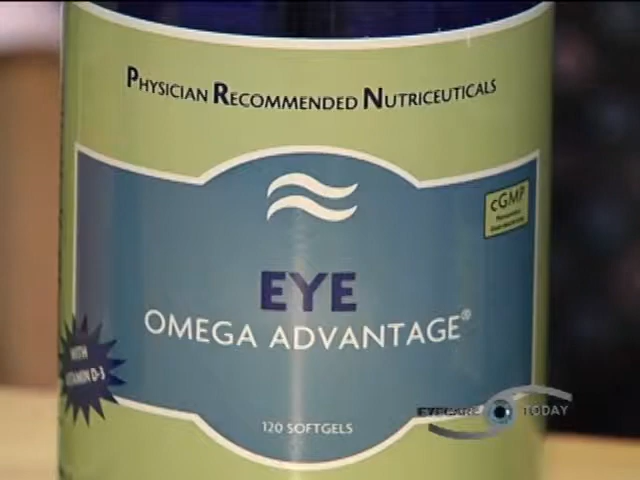 PHYSICIAN RECOMMENDED NUTRICEUTICALS
cGMP
EYE
OMEGA ADVANTAGE®
WITH
VITAMIN D-3
120 SOFTGELS
EYECARE TODAY